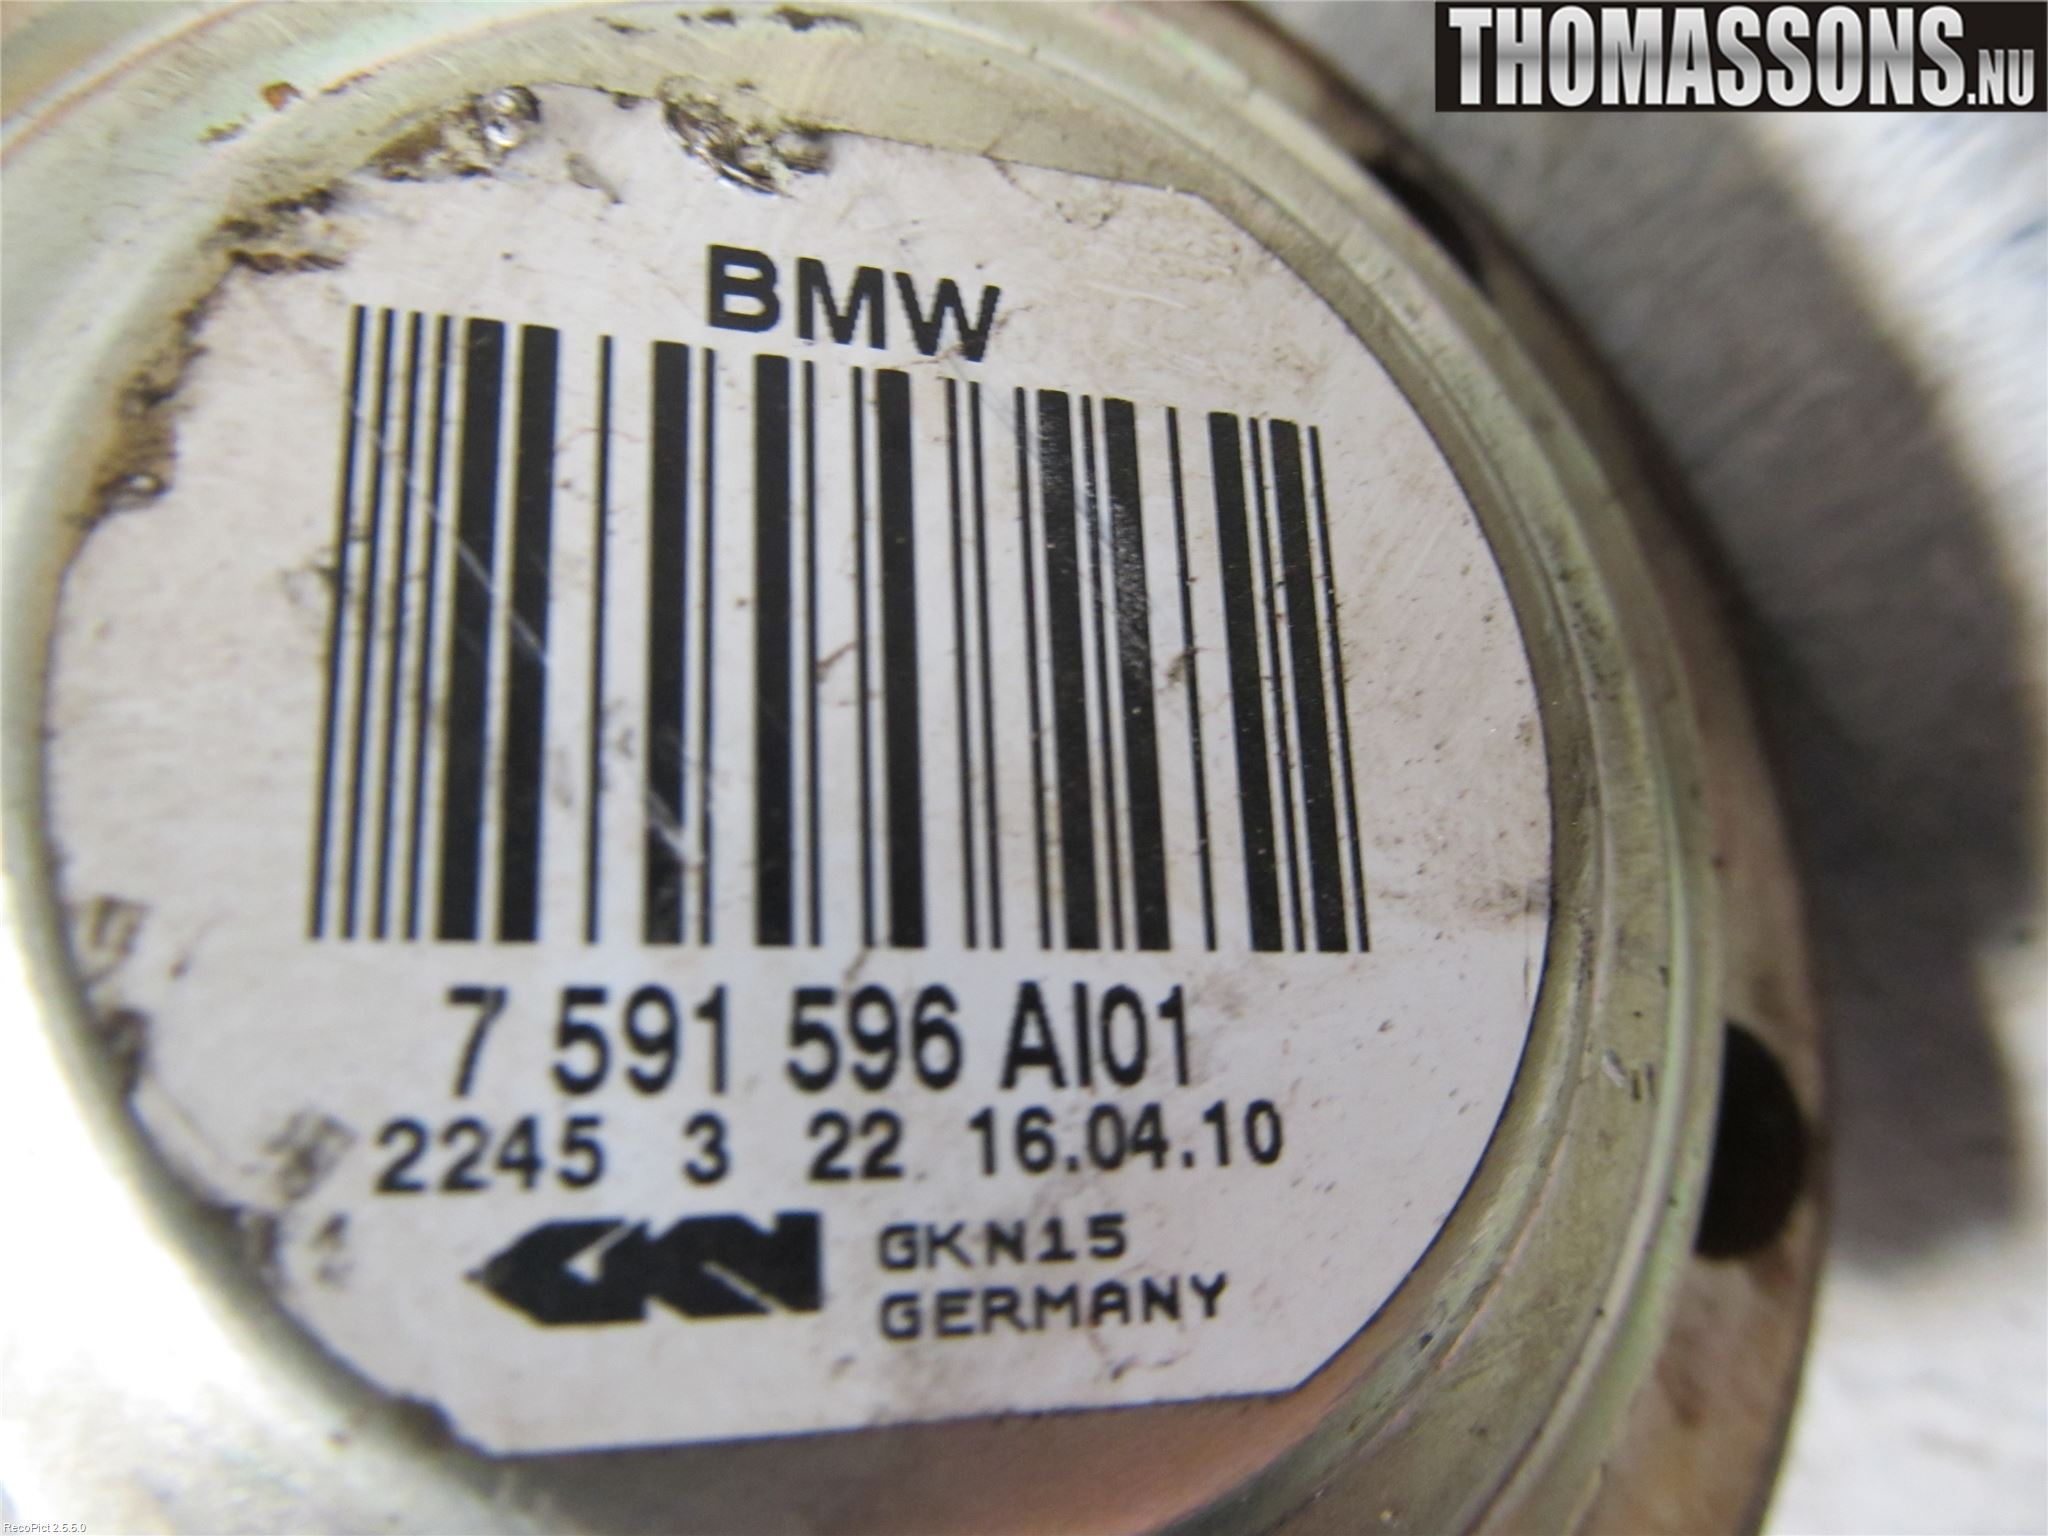 THOMASSONS.NU
BMW
7 591 596 AI01
2245 3 22 16.04.10
GKN GKN15
GERMANY
RecoPict 2.5.5.0